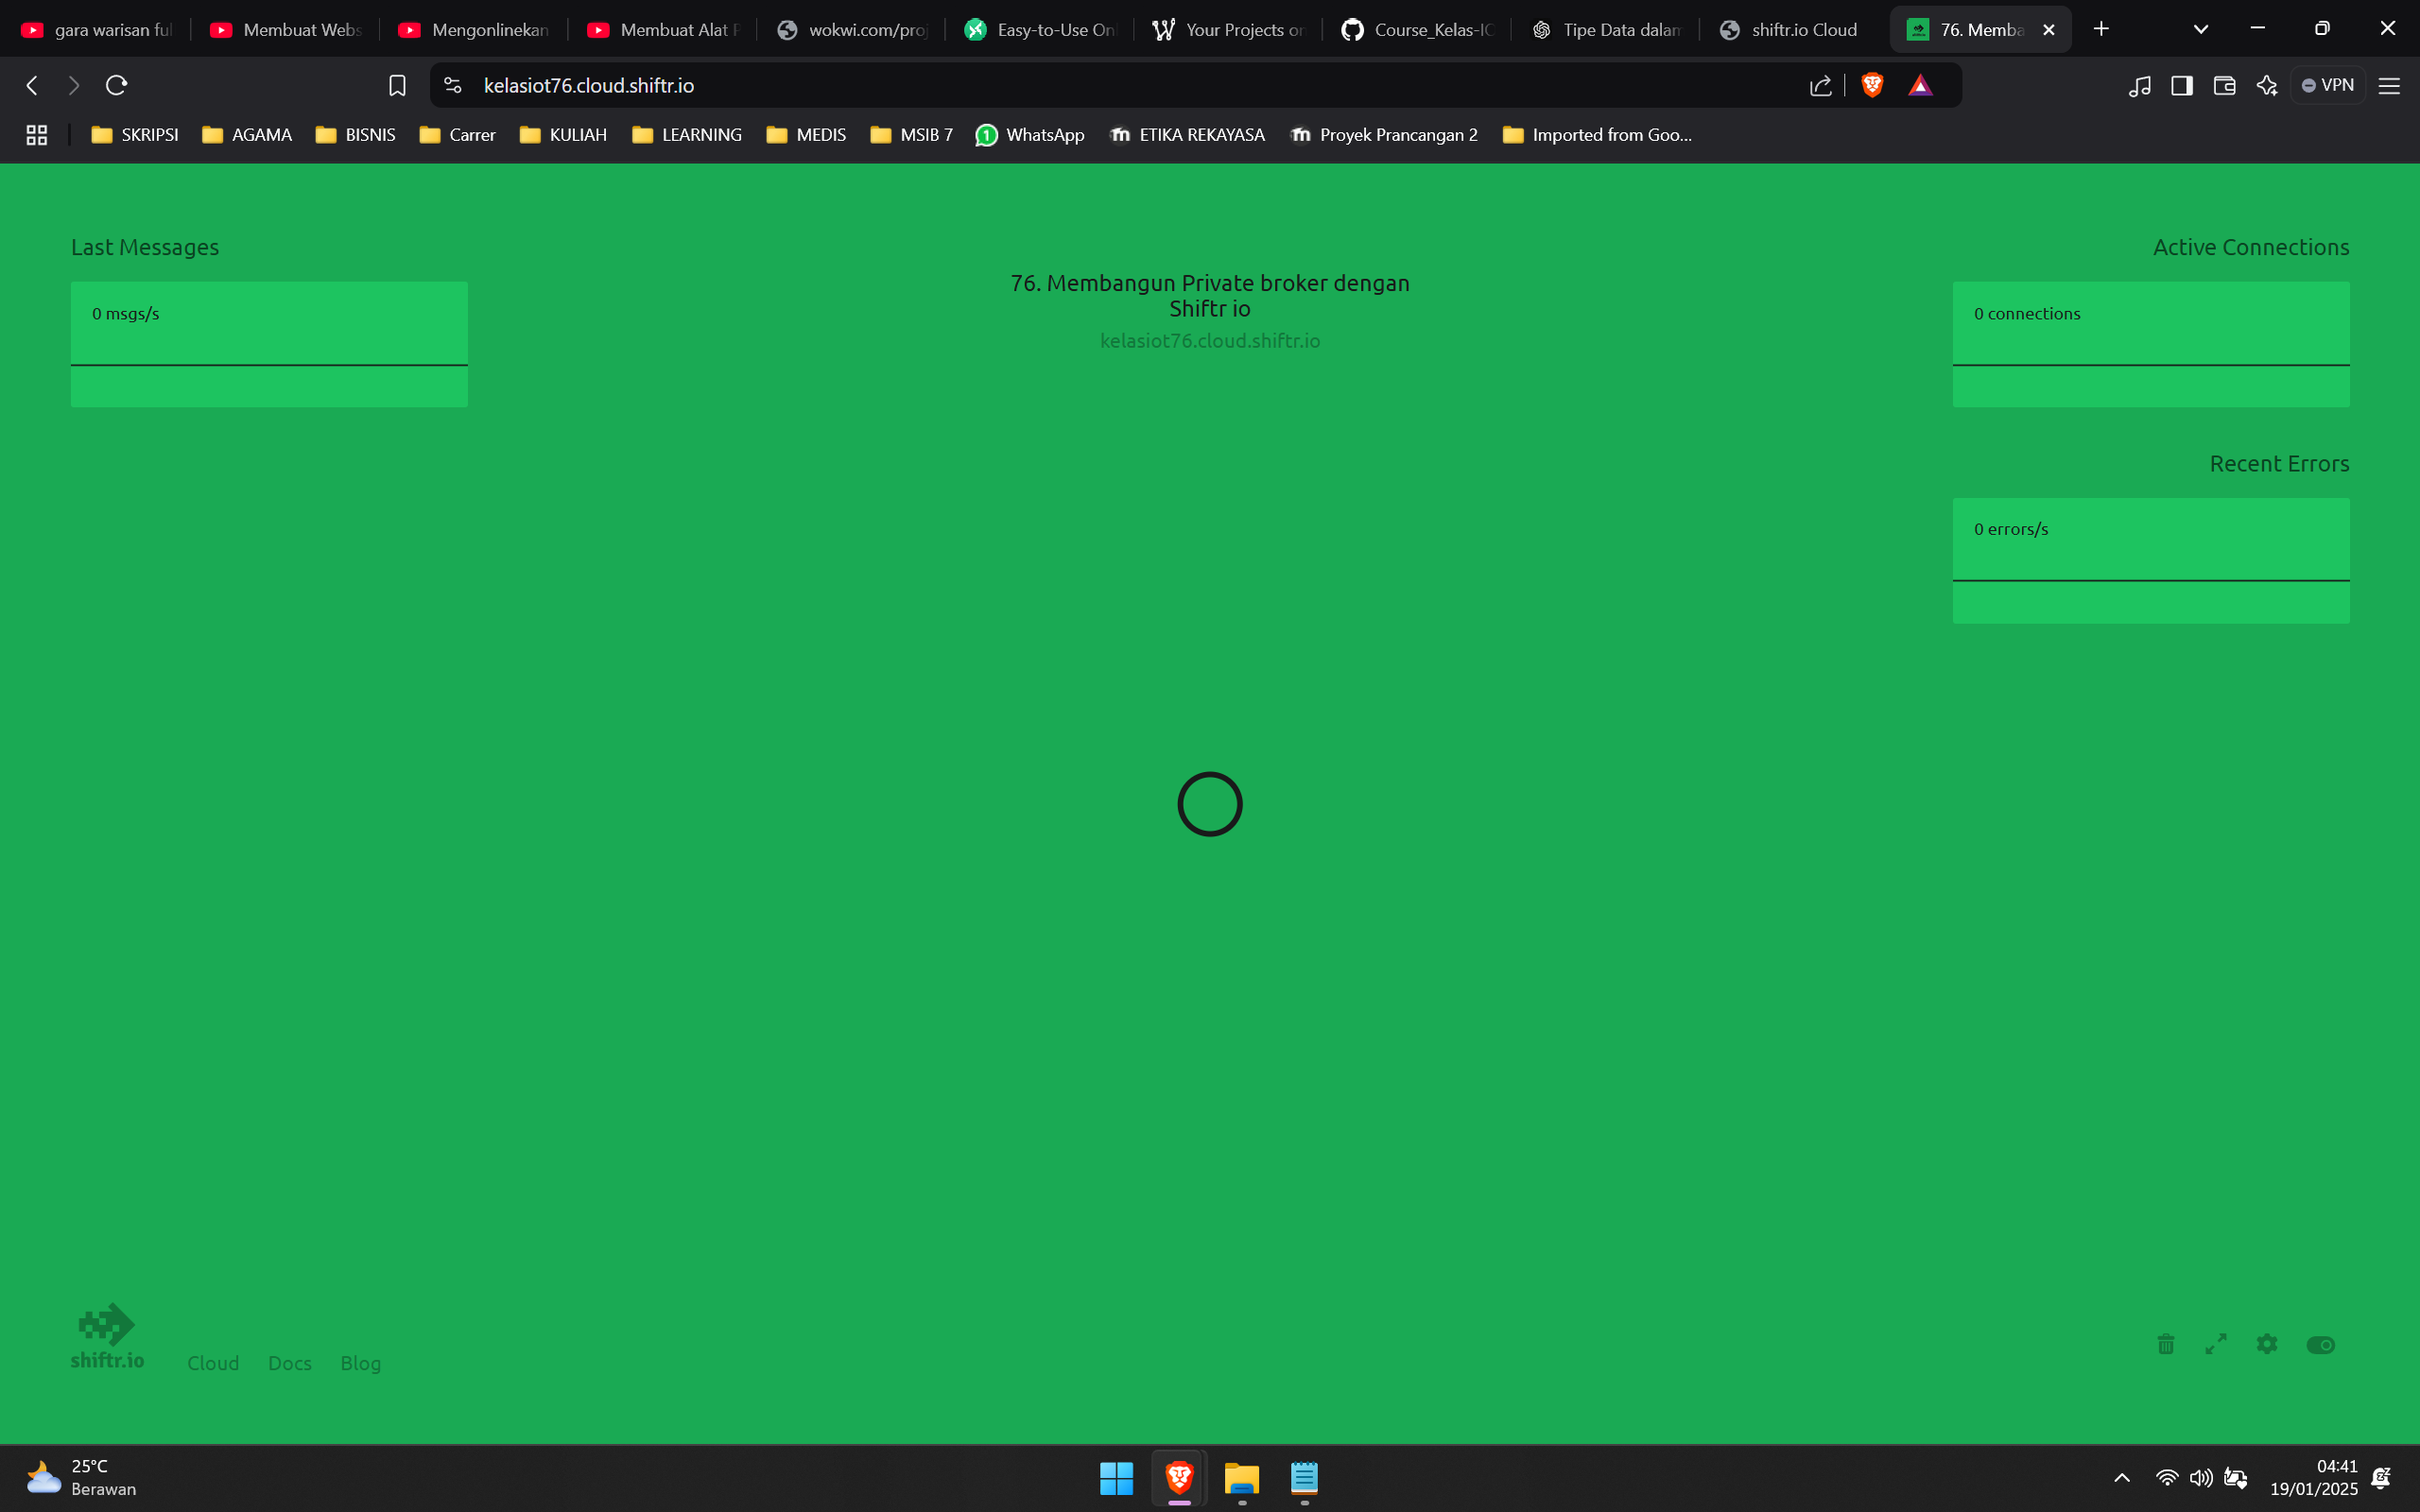 gara warisan ful
Membuat Webs
Mengonlinekan
Membuat Alat P
wokwi.com/proj
Easy-to-Use On
Your Projects on
Course_Kelas-IO
Tipe Data dalam
shiftr.io Cloud
76. Memba
kelasiot76.cloud.shiftr.io
VPN
SKRIPSI
AGAMA
BISNIS
Carrer
KULIAH
LEARNING
MEDIS
MSIB 7
WhatsApp
ETIKA REKAYASA
Proyek Prancangan 2
Imported from Goo...
Last Messages
0 msgs/s
76. Membangun Private broker dengan
Shiftr io
kelasiot76.cloud.shiftr.io
Active Connections
0 connections
Recent Errors
0 errors/s
shiftr.io
Cloud
Docs
Blog
25°C
Berawan
04:41
19/01/2025